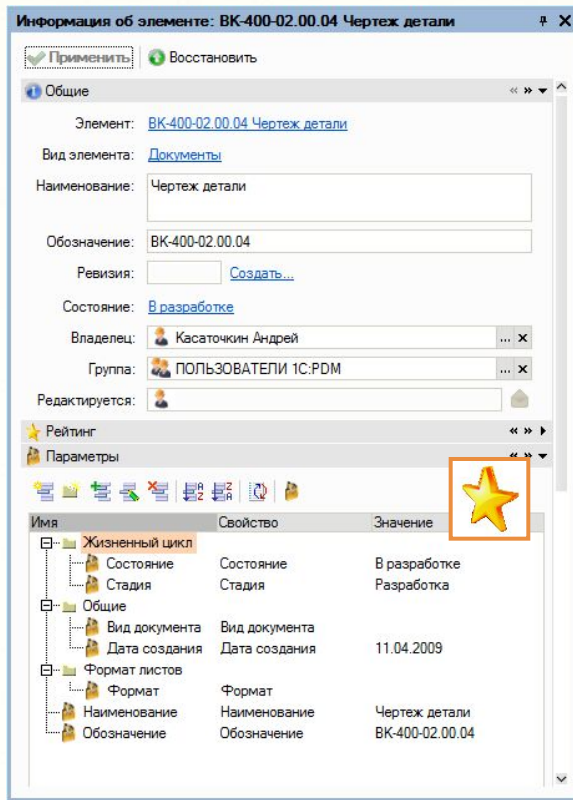 Информация об элементе: ВК-400-02.00.04 Чертеж детали
Применить Восстановить
Общие
Элемент: ВК-400-02.00.04 Чертеж детали
Вид элемента: Документы
Наименование: Чертеж детали
Обозначение: ВК-400-02.00.04
Ревизия: Создать...
Состояние: В разработке
Владелец: Касаточкин Андрей ... x
Группа: ПОЛЬЗОВАТЕЛИ 1С:PDM ... x
Редактируется:
Рейтинг
Параметры
Имя Свойство Значение
Жизненный цикл
Состояние Состояние В разработке
Стадия Стадия Разработка
Общие
Вид документа Вид документа
Дата создания Дата создания 11.04.2009
Формат листов
Формат Формат
Наименование Наименование Чертеж детали
Обозначение Обозначение ВК-400-02.00.04